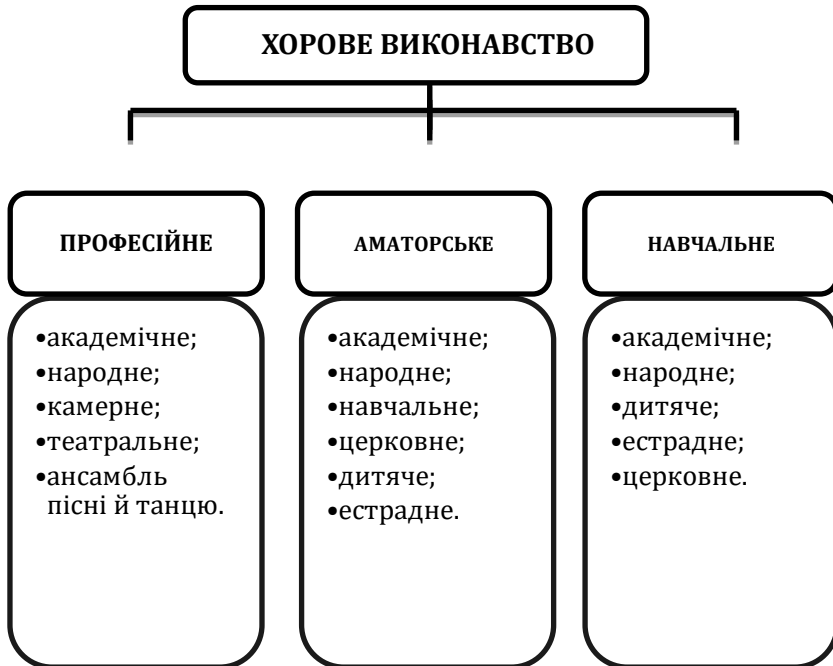 ХОРОВЕ ВИКОНАВСТВО
ПРОФЕСІЙНЕ
•академічне;
•народне;
•камерне;
•театральне;
•ансамбль
пісні й танцю.
АМАТОРСЬКЕ
•академічне;
•народне;
•навчальне;
•церковне;
•дитяче;
•естрадне.
НАВЧАЛЬНЕ
•академічне;
•народне;
•дитяче;
•естрадне;
•церковне.